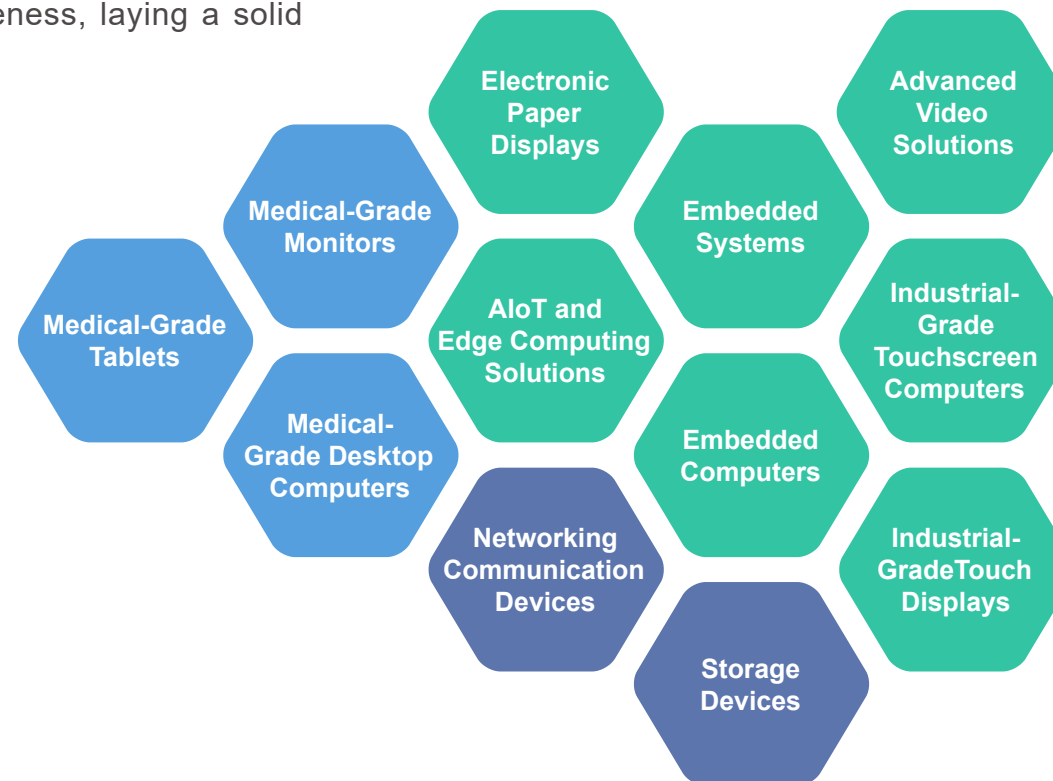 eness, laying a solid
Electronic
Paper
Displays
Advanced
Video
Solutions
Medical-Grade
Monitors
Embedded
Systems
Medical-Grade
Tablets
AIoT and
Edge Computing
Solutions
Industrial-
Grade
Touchscreen
Computers
Medical-
Grade Desktop
Computers
Embedded
Computers
Networking
Communication
Devices
Industrial-
GradeTouch
Displays
Storage
Devices